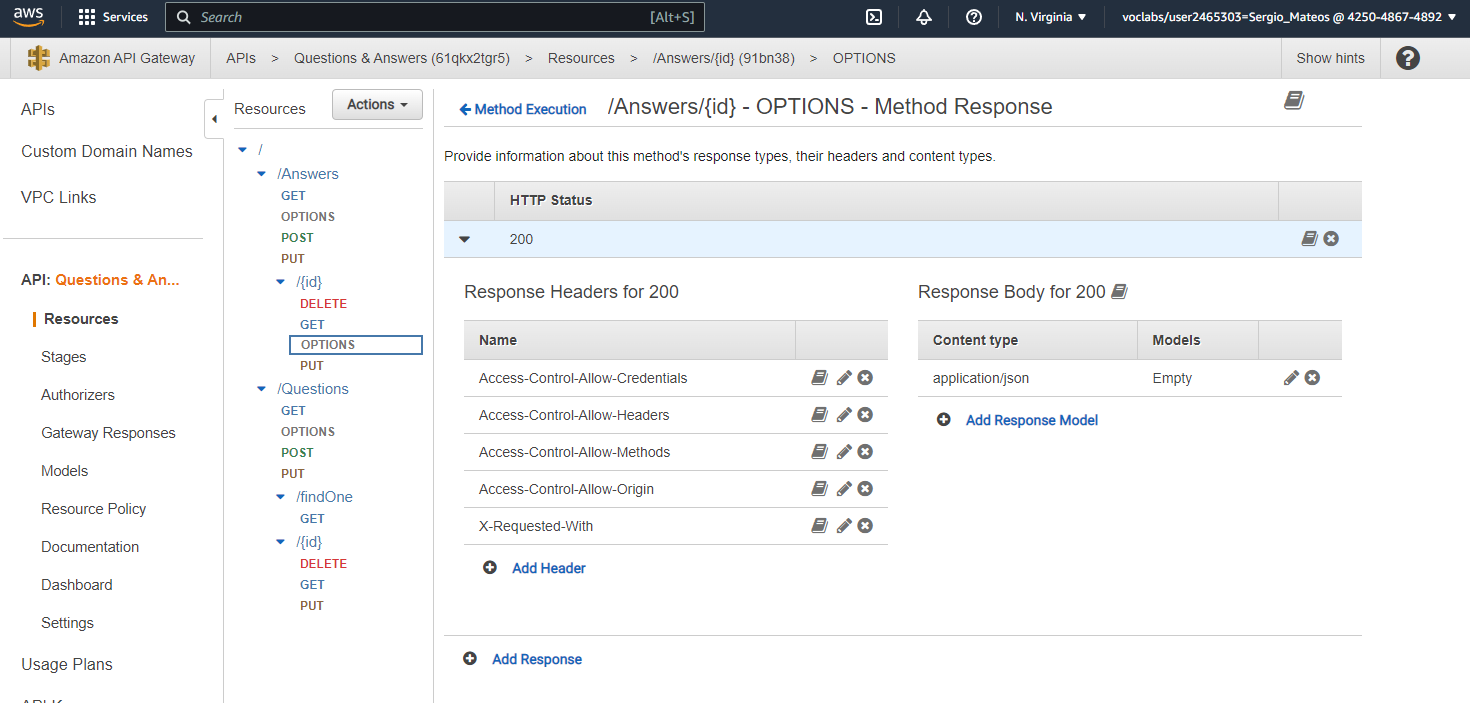 aws
Services
Search
[Alt+S]
N. Virginia
voclabs/user2465303=Sergio_Mateos @ 4250-4867-4892
Amazon API Gateway
APIs > Questions & Answers (61qkx2tgr5) > Resources > /Answers/{id} (91bn38) > OPTIONS
Show hints
APIs
Custom Domain Names
VPC Links
API: Questions & An...
Resources
Stages
Authorizers
Gateway Responses
Models
Resource Policy
Documentation
Dashboard
Settings
Usage Plans
Resources
Actions
/
/Answers
GET
OPTIONS
POST
PUT
/{id}
DELETE
GET
OPTIONS
PUT
/Questions
GET
OPTIONS
POST
PUT
/findOne
GET
/{id}
DELETE
GET
PUT
Method Execution
/Answers/{id} - OPTIONS - Method Response
Provide information about this method's response types, their headers and content types.
HTTP Status
200
Response Headers for 200
Name
Access-Control-Allow-Credentials
Access-Control-Allow-Headers
Access-Control-Allow-Methods
Access-Control-Allow-Origin
X-Requested-With
Add Header
Response Body for 200
Content type
Models
application/json
Empty
Add Response Model
Add Response